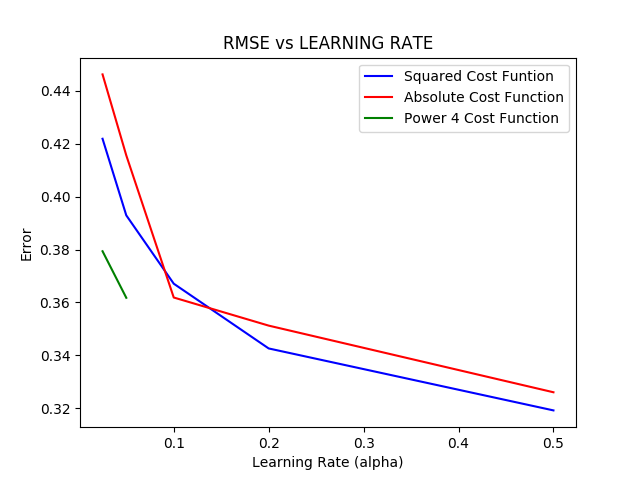 RMSE vs LEARNING RATE
Squared Cost Funtion
Absolute Cost Function
Power 4 Cost Function
Error
0.44
0.42
0.40
0.38
0.36
0.34
0.32
0.1 0.2 0.3 0.4 0.5
Learning Rate (alpha)